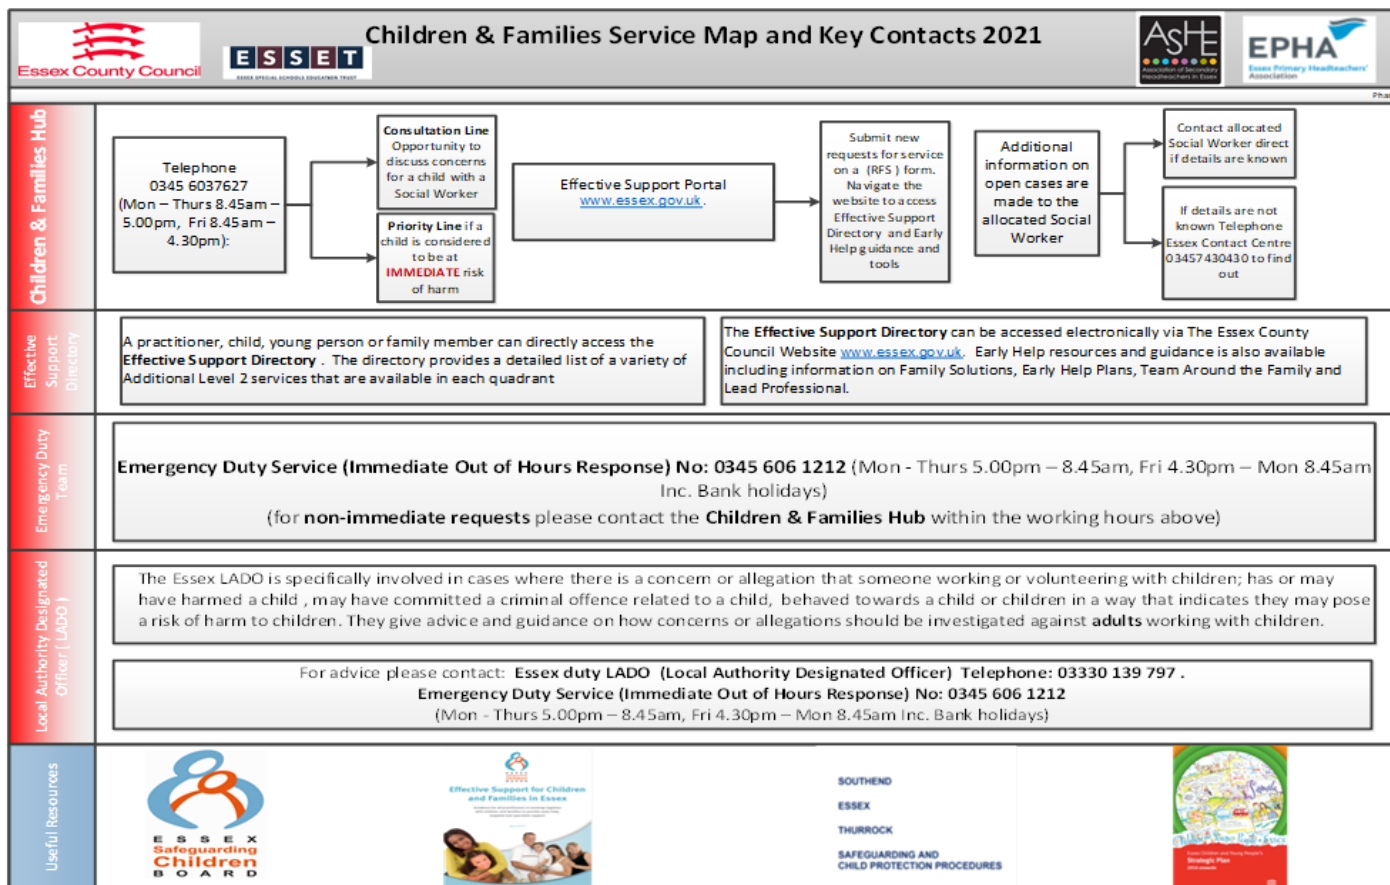 Children & Families Service Map and Key Contacts 2021
Essex County Council
ESSET
ESSEX SPECIAL SCHOOLS EDUCATION TRUST
ASHE
Association of Secondary
Headteachers in Essex
EPHA
Essex Primary Headteachers'
Association
Children & Families Hub
Telephone
0345 6037627
(Mon – Thurs 8.45am –
5.00pm, Fri 8.45am –
4.30pm):
Consultation Line
Opportunity to
discuss concerns
for a child with a
Social Worker
Priority Line if a
child is considered
to be at
IMMEDIATE risk
of harm
Effective Support Portal
www.essex.gov.uk.
Submit new
requests for service
on a (RFS ) form.
Navigate the
website to access
Effective Support
Directory and Early
Help guidance and
tools
Additional
information on
open cases are
made to the
allocated Social
Worker
Contact allocated
Social Worker direct
if details are known
If details are not
known Telephone
Essex Contact Centre
03457430430 to find
out
Effective
Support
Directory
A practitioner, child, young person or family member can directly access the
Effective Support Directory . The directory provides a detailed list of a variety of
Additional Level 2 services that are available in each quadrant
The Effective Support Directory can be accessed electronically via The Essex County
Council Website www.essex.gov.uk. Early Help resources and guidance is also available
including information on Family Solutions, Early Help Plans, Team Around the Family and
Lead Professional.
Emergency Duty
Team
Emergency Duty Service (Immediate Out of Hours Response) No: 0345 606 1212 (Mon - Thurs 5.00pm – 8.45am, Fri 4.30pm – Mon 8.45am
Inc. Bank holidays)
(for non-immediate requests please contact the Children & Families Hub within the working hours above)
Local Authority Designated
Officer ( LADO )
The Essex LADO is specifically involved in cases where there is a concern or allegation that someone working or volunteering with children; has or may
have harmed a child , may have committed a criminal offence related to a child, behaved towards a child or children in a way that indicates they may pose
a risk of harm to children. They give advice and guidance on how concerns or allegations should be investigated against adults working with children.
For advice please contact: Essex duty LADO (Local Authority Designated Officer) Telephone: 03330 139 797 .
Emergency Duty Service (Immediate Out of Hours Response) No: 0345 606 1212
(Mon - Thurs 5.00pm – 8.45am, Fri 4.30pm – Mon 8.45am Inc. Bank holidays)
Useful Resources
ESSEX
Safeguarding
Children
BOARD
Effective Support for Children
and Families in Essex
SOUTHEND
ESSEX
THURROCK
SAFEGUARDING AND
CHILD PROTECTION PROCEDURES
Essex Children and Young People's
Strategic Plan